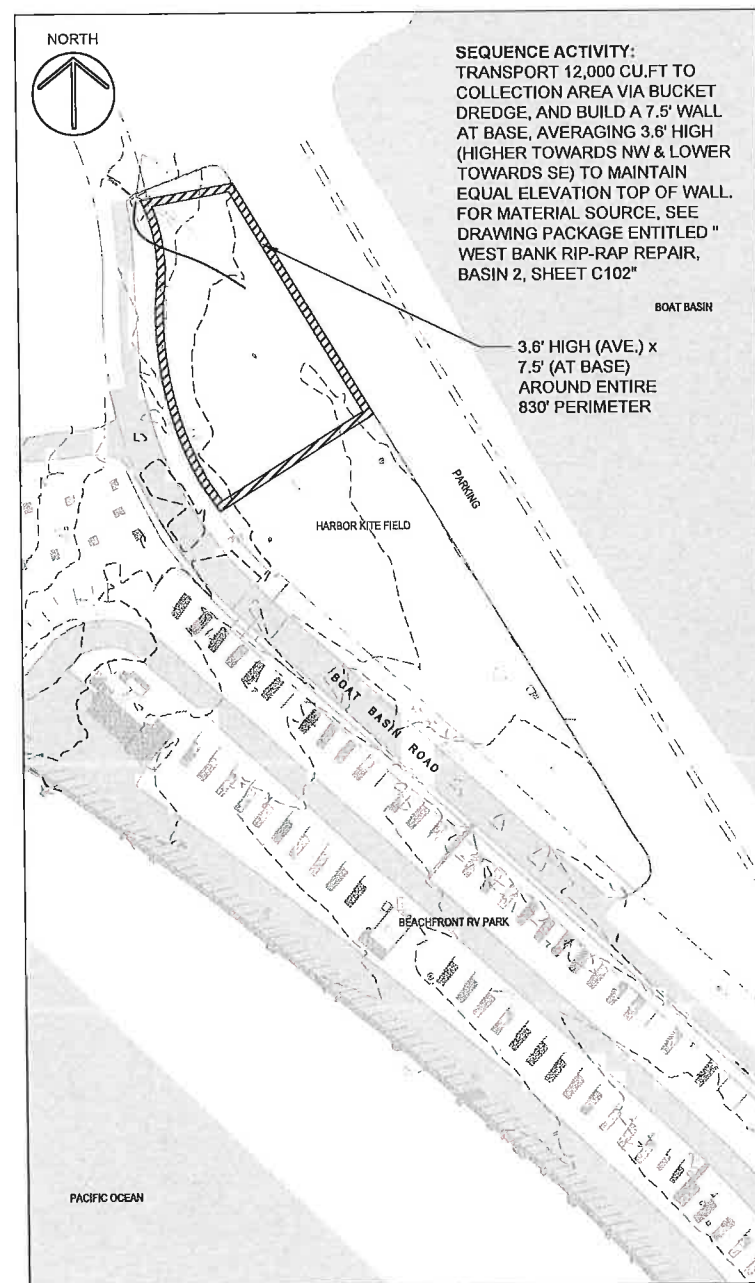 NORTH
SEQUENCE ACTIVITY:
TRANSPORT 12,000 CU.FT TO
COLLECTION AREA VIA BUCKET
DREDGE, AND BUILD A 7.5' WALL
AT BASE, AVERAGING 3.6' HIGH
(HIGHER TOWARDS NW & LOWER
TOWARDS SE) TO MAINTAIN
EQUAL ELEVATION TOP OF WALL.
FOR MATERIAL SOURCE, SEE
DRAWING PACKAGE ENTITLED "
WEST BANK RIP-RAP REPAIR,
BASIN 2, SHEET C102"
BOAT BASIN
3.6' HIGH (AVE.) x
7.5' (AT BASE)
AROUND ENTIRE
830' PERIMETER
PARKING
HARBOR KITE FIELD
BOAT BASIN ROAD
BEACHFRONT RV PARK
PACIFIC OCEAN